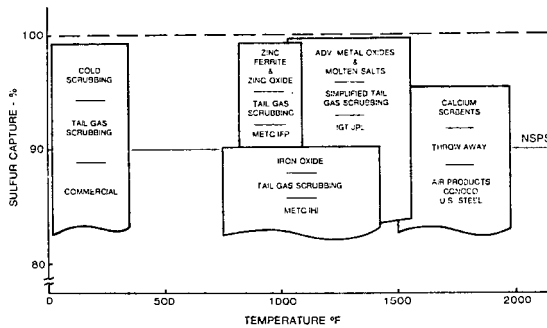 SULFUR CAPTURE - %
100
90
80
COLD
SCRUBBING
TAIL GAS
SCRUBBING
COMMERCIAL
ZINC
FERRITE
&
ZINC OXIDE
TAIL GAS
SCRUBBING
METC IFP
ADV METAL OXIDES
&
MOLTEN SALTS
SIMPLIFIED TAIL
GAS SCRUBBING
IGT JPL
IRON OXIDE
TAIL GAS SCRUBBING
METC IHI
CALCIUM
SORBENTS
THROW AWAY
AIR PRODUCTS
CONOCO
U.S. STEEL
NSPS
0
500
1000
1500
2000
TEMPERATURE °F